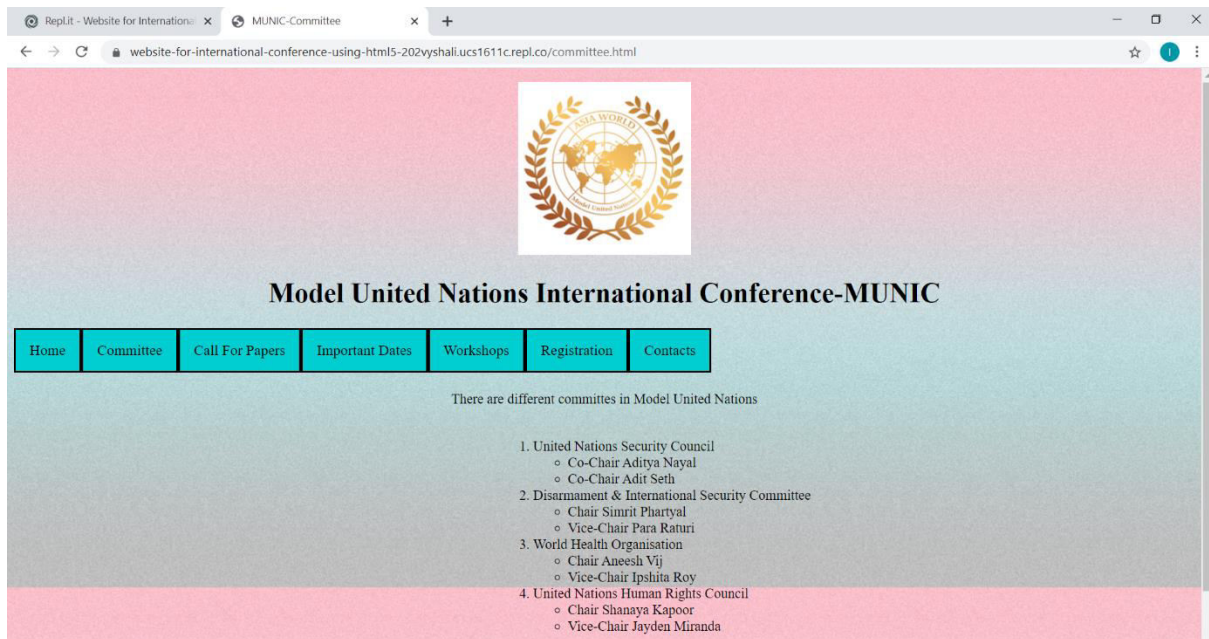 Repl.it - Website for Internationa
MUNIC-Committee
website-for-international-conference-using-html5-202vyshali.ucs1611c.repl.co/committee.html
I
ASIA WORLD
Model United Nations
Model United Nations International Conference-MUNIC
Home Committee Call For Papers Important Dates Workshops Registration Contacts
There are different committes in Model United Nations
1. United Nations Security Council
Co-Chair Aditya Nayal
Co-Chair Adit Seth
2. Disarmament & International Security Committee
Chair Simrit Phartyal
Vice-Chair Para Raturi
3. World Health Organisation
Chair Aneesh Vij
Vice-Chair Ipshita Roy
4. United Nations Human Rights Council
Chair Shanaya Kapoor
Vice-Chair Jayden Miranda